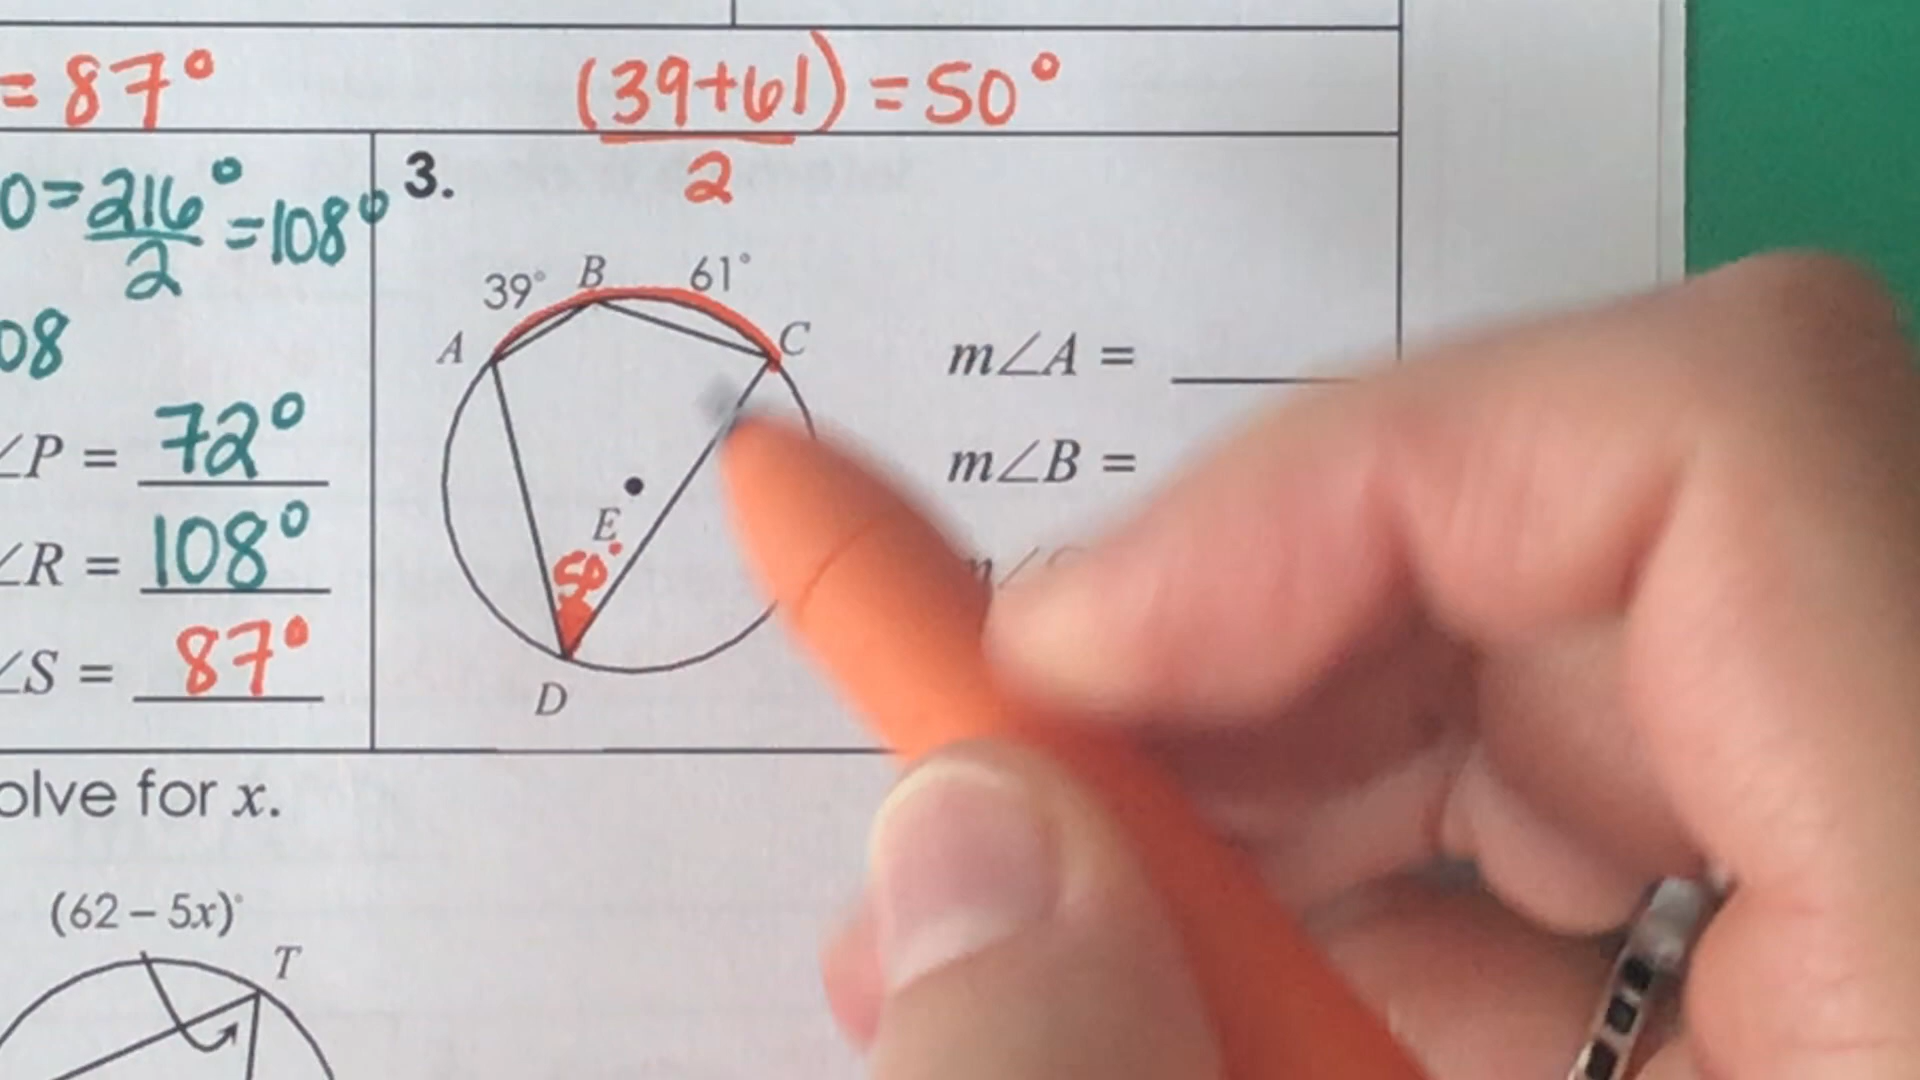 = 87°
(39+61) = 50°
2
0 = 216° = 108°
2
08
∠P = 72°
∠R = 108°
∠S = 87°
3.
39° B 61°
A C
E
50°
D
m∠A =
m∠B =
olve for x.
(62 – 5x)°
T